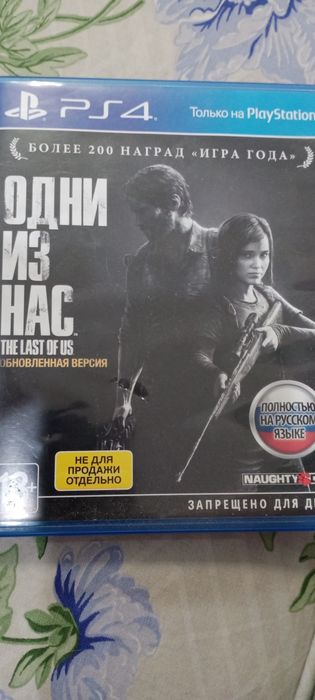 PS4
Только на PlayStation
БОЛЕЕ 200 НАГРАД «ИГРА ГОДА»
ОДНИ
ИЗ
НАС
THE LAST OF US
ОБНОВЛЕННАЯ ВЕРСИЯ
ПОЛНОСТЬЮ
НА РУССКОМ
ЯЗЫКЕ
НЕ ДЛЯ
ПРОДАЖИ
ОТДЕЛЬНО
NAUGHTY
ЗАПРЕЩЕНО ДЛЯ